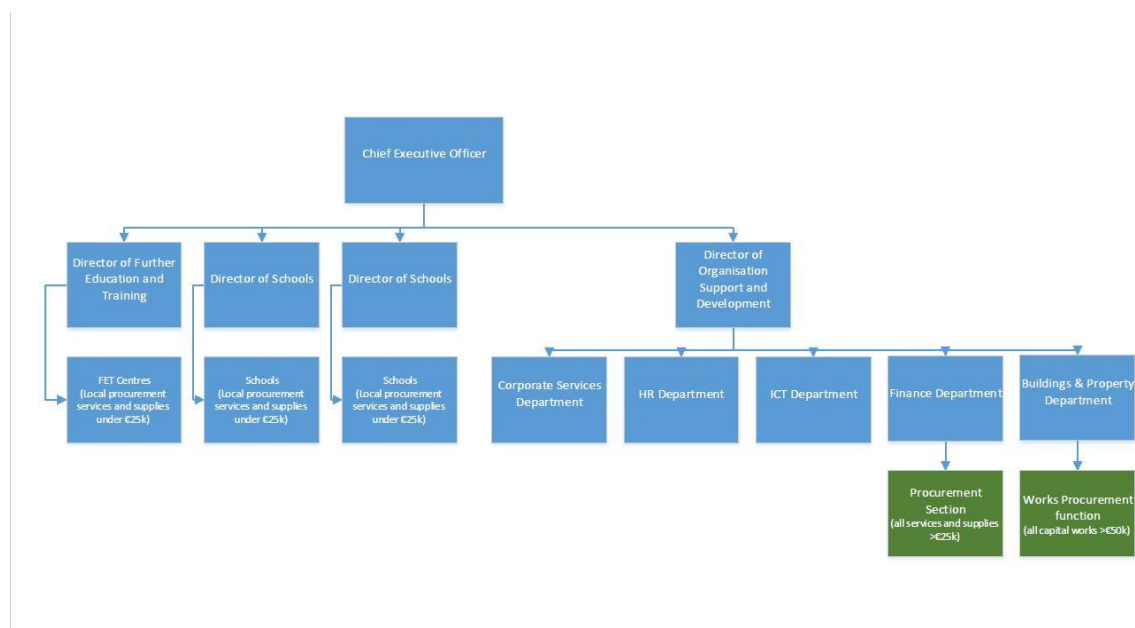 Chief Executive Officer
Director of Further
Education and
Training
Director of Schools
Director of Schools
Director of
Organisation
Support and
Development
FET Centres
(Local procurement
services and supplies
under €25k)
Schools
(Local procurement
services and supplies
under €25k)
Schools
(Local procurement
services and supplies
under €25k)
Corporate Services
Department
HR Department
ICT Department
Finance Department
Buildings & Property
Department
Procurement
Section
(all services and supplies
>€25k)
Works Procurement
function
(all capital works >€50k)